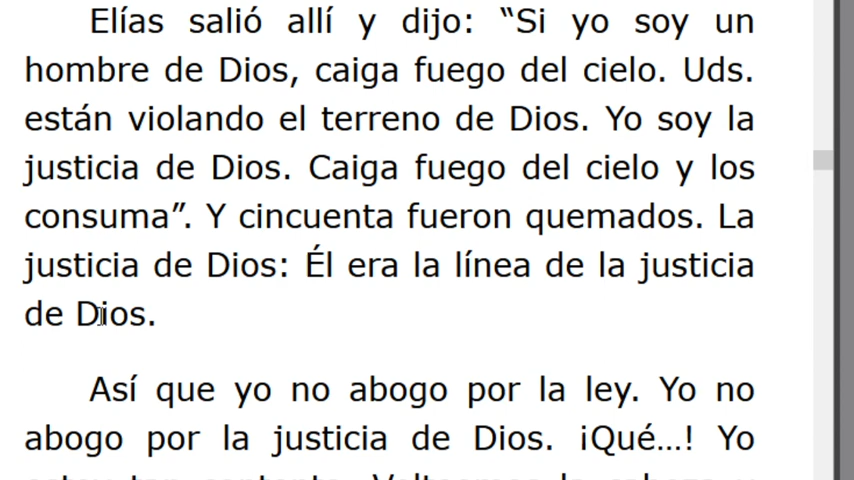 Elías salió allí y dijo: “Si yo soy un
hombre de Dios, caiga fuego del cielo. Uds.
están violando el terreno de Dios. Yo soy la
justicia de Dios. Caiga fuego del cielo y los
consuma”. Y cincuenta fueron quemados. La
justicia de Dios: Él era la línea de la justicia
de Dios.
Así que yo no abogo por la ley. Yo no
abogo por la justicia de Dios. ¡Qué…! Yo